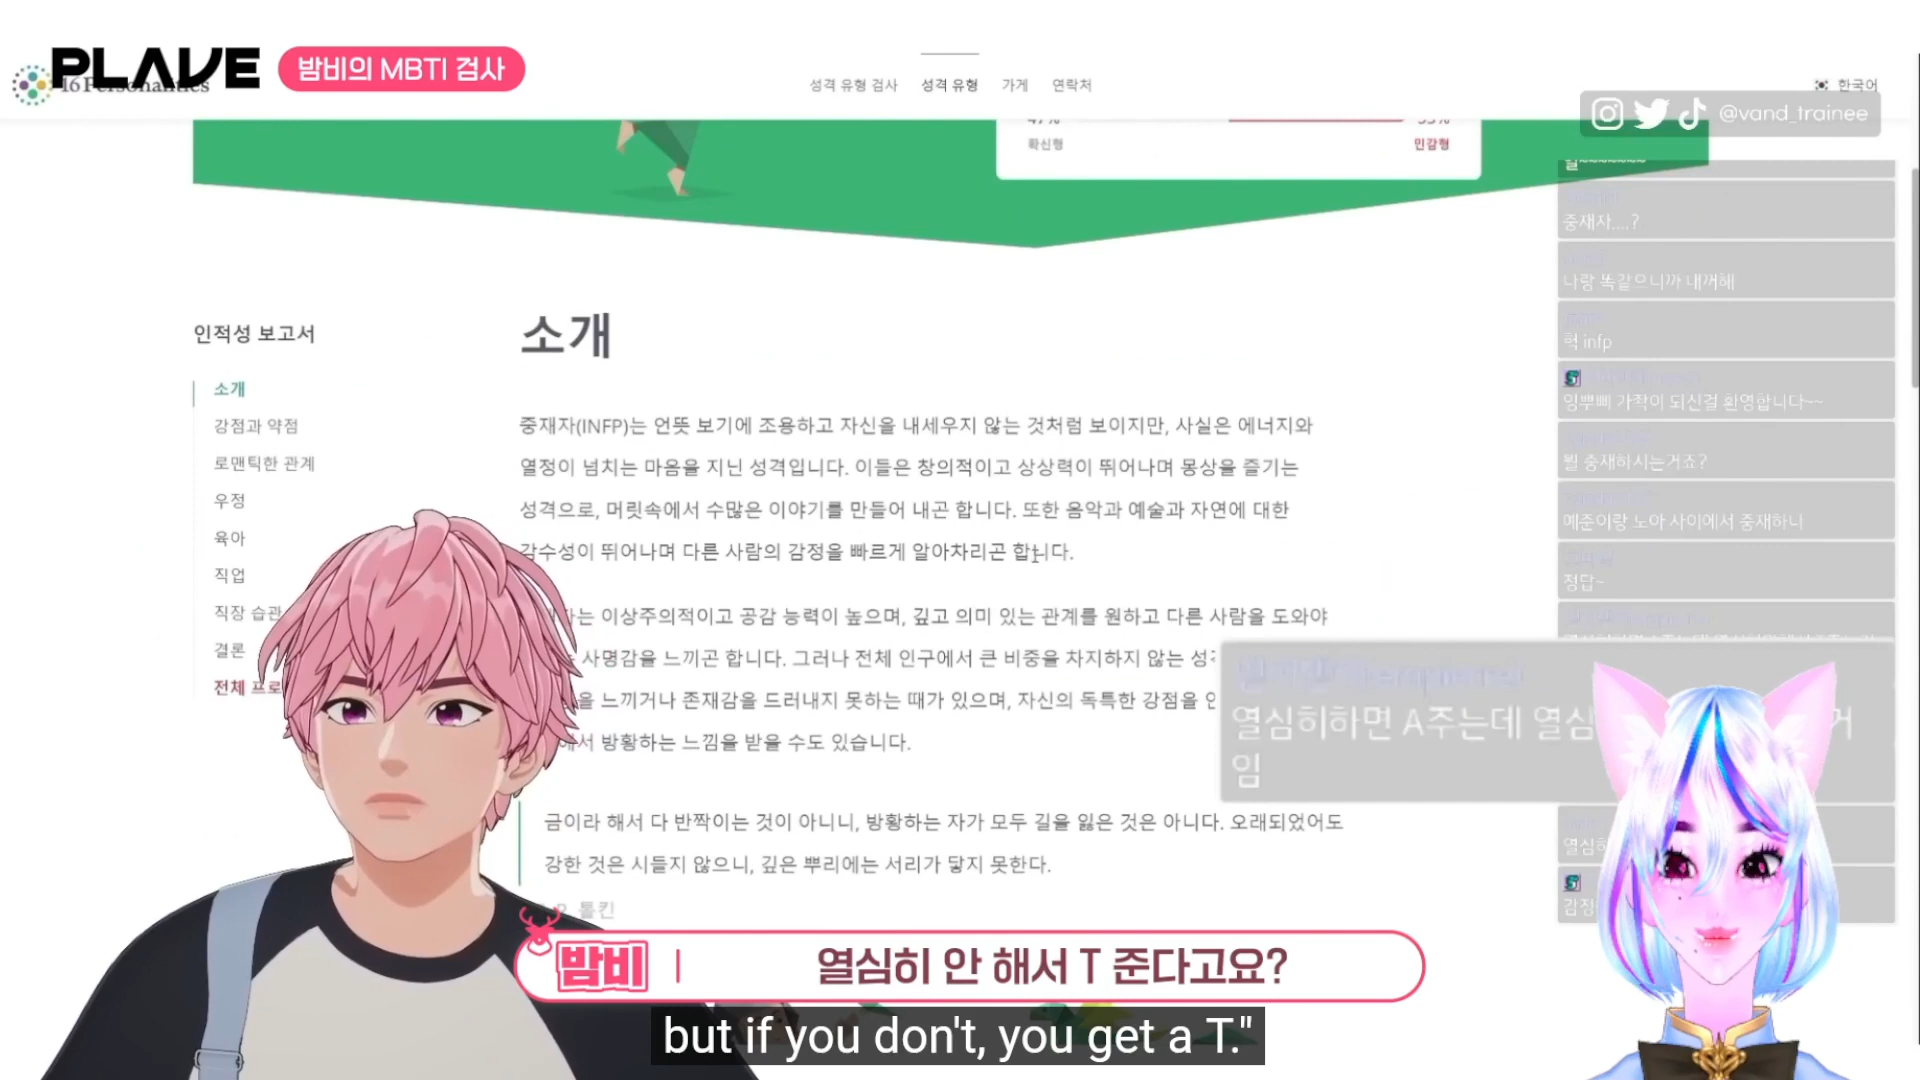 PLAVE
밤비의 MBTI 검사
16 Personalities
성격 유형 검사
성격 유형
가게
연락처
한국어
@vand_trainee
47%
확신형
민감형
중재자....?
나랑 똑같으니까 내꺼해
헉 infp
잉뿌삐 가좍이 되신걸 환영합니다~~
뭘 중재하시는거죠?
예준이랑 노아 사이에서 중재하니
정답~
인적성 보고서
소개
강점과 약점
로맨틱한 관계
우정
육아
직업
직장 습관
결론
전체 프로
소개
중재자(INFP)는 언뜻 보기에 조용하고 자신을 내세우지 않는 것처럼 보이지만, 사실은 에너지와
열정이 넘치는 마음을 지닌 성격입니다. 이들은 창의적이고 상상력이 뛰어나며 몽상을 즐기는
성격으로, 머릿속에서 수많은 이야기를 만들어 내곤 합니다. 또한 음악과 예술과 자연에 대한
감수성이 뛰어나며 다른 사람의 감정을 빠르게 알아차리곤 합니다.
는 이상주의적이고 공감 능력이 높으며, 깊고 의미 있는 관계를 원하고 다른 사람을 도와야
사명감을 느끼곤 합니다. 그러나 전체 인구에서 큰 비중을 차지하지 않는
을 느끼거나 존재감을 드러내지 못하는 때가 있으며, 자신의 독특한 강점을
에서 방황하는 느낌을 받을 수도 있습니다.
금이라 해서 다 반짝이는 것이 아니니, 방황하는 자가 모두 길을 잃은 것은 아니다. 오래되었어도
강한 것은 시들지 않으니, 깊은 뿌리에는 서리가 닿지 못한다.
톨킨
열심히하면 A주는데 열심
거
임
열심히
감정
밤비 | 열심히 안 해서 T 준다고요?
but if you don't, you get a T."